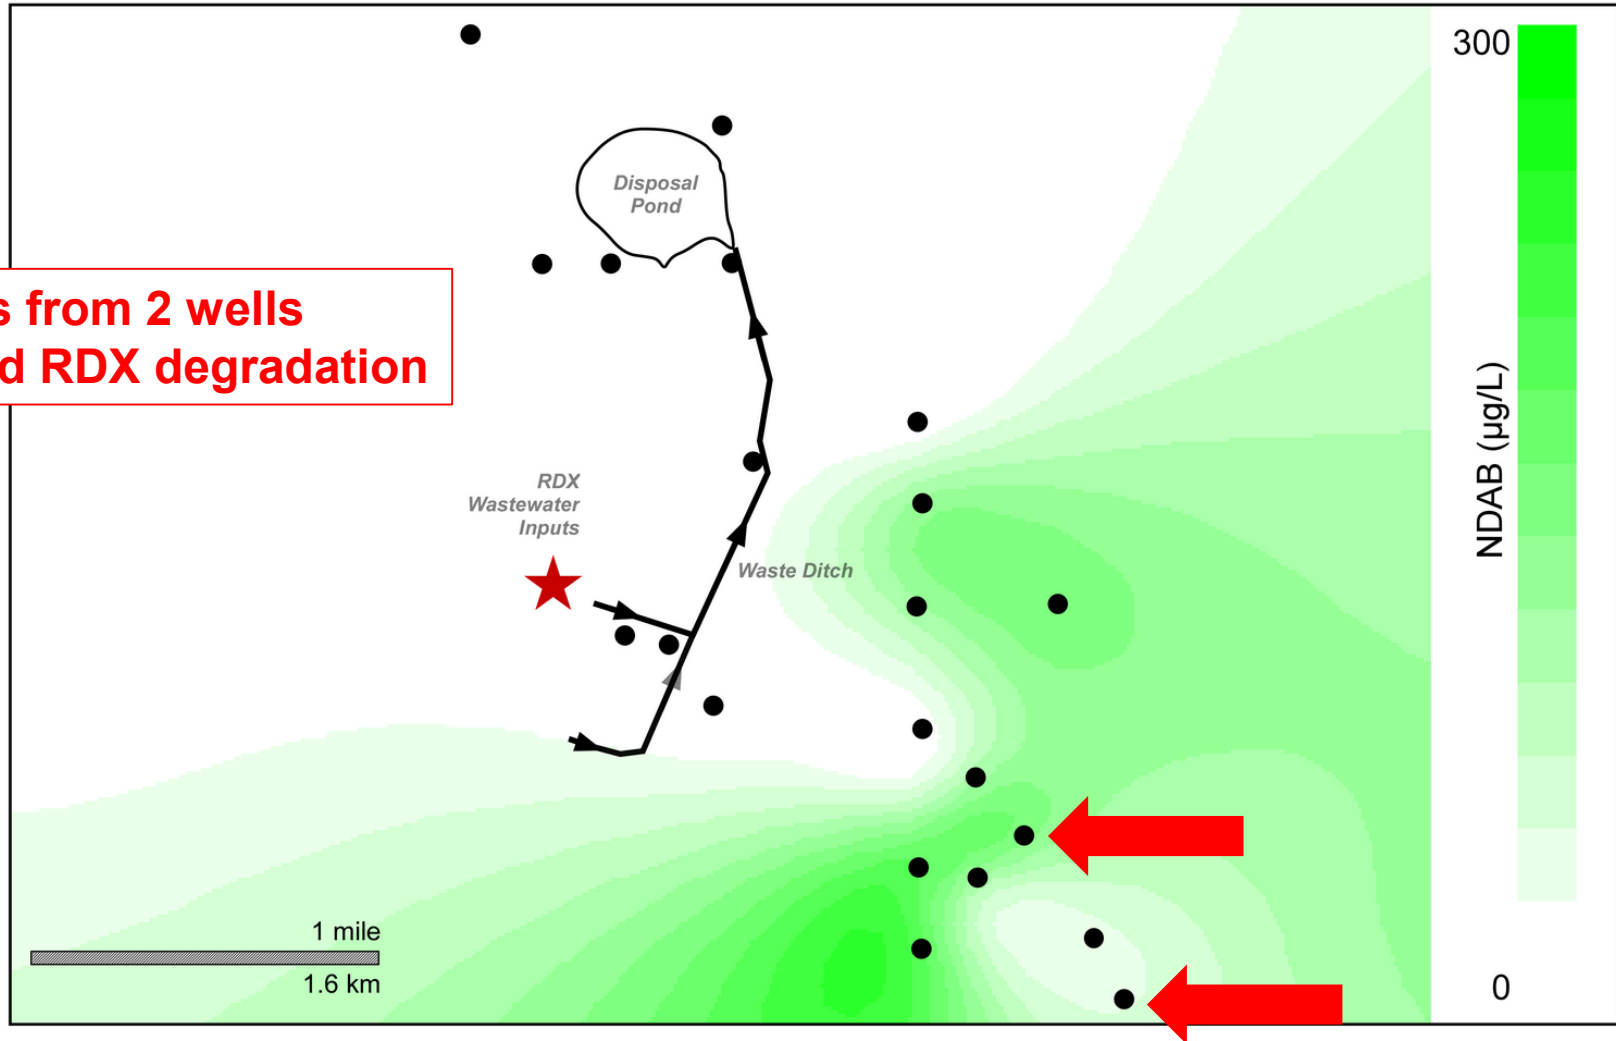 300
Disposal
Pond
s from 2 wells
d RDX degradation
NDAB (µg/L)
RDX
Wastewater
Inputs
Waste Ditch
1 mile
1.6 km
0